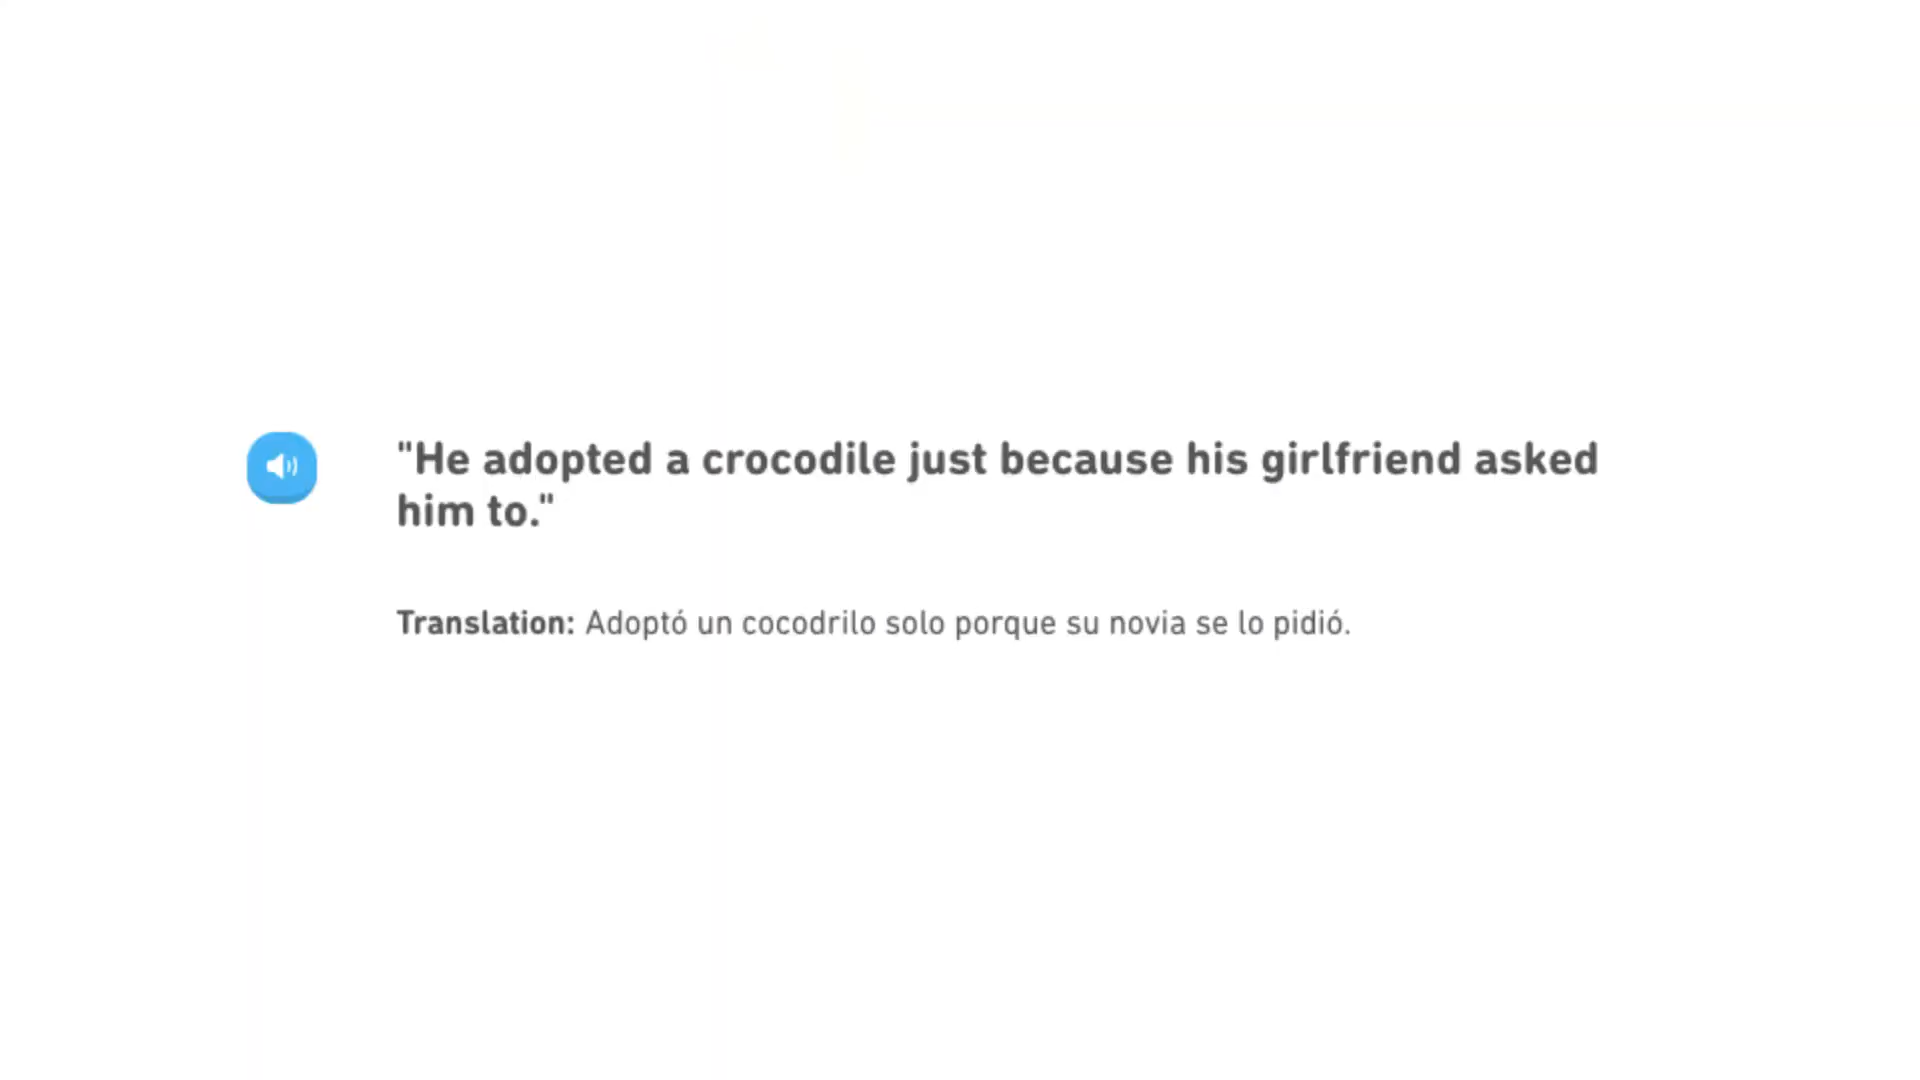 "He adopted a crocodile just because his girlfriend asked
him to."
Translation: Adoptó un cocodrilo solo porque su novia se lo pidió.